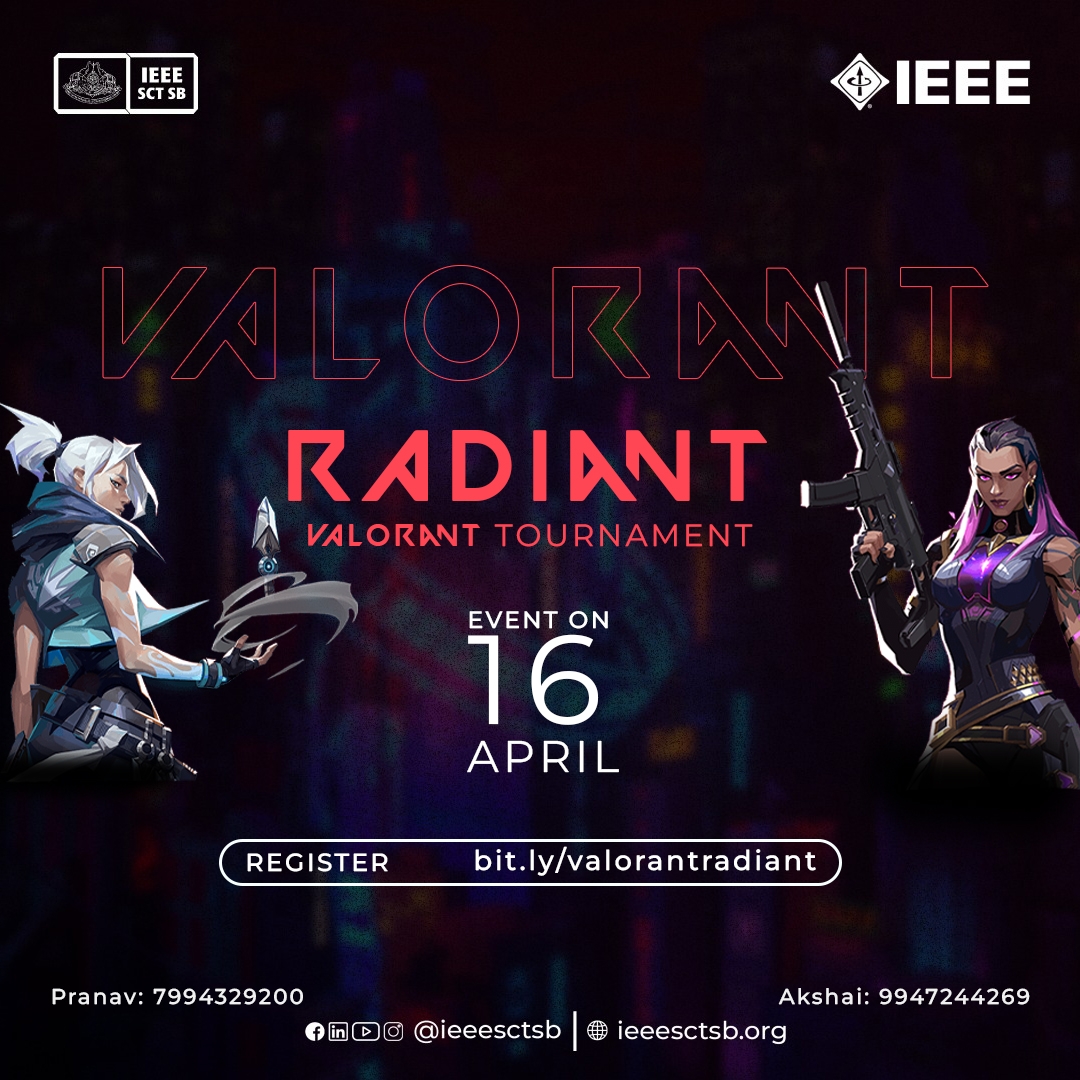 IEEE
SCT SB
IEEE
VALORANT
RADIANT
VALORANT TOURNAMENT
EVENT ON
16
APRIL
REGISTER bit.ly/valorantradiant
Pranav: 7994329200
Akshai: 9947244269
@ieeesctsb | ieeesctsb.org